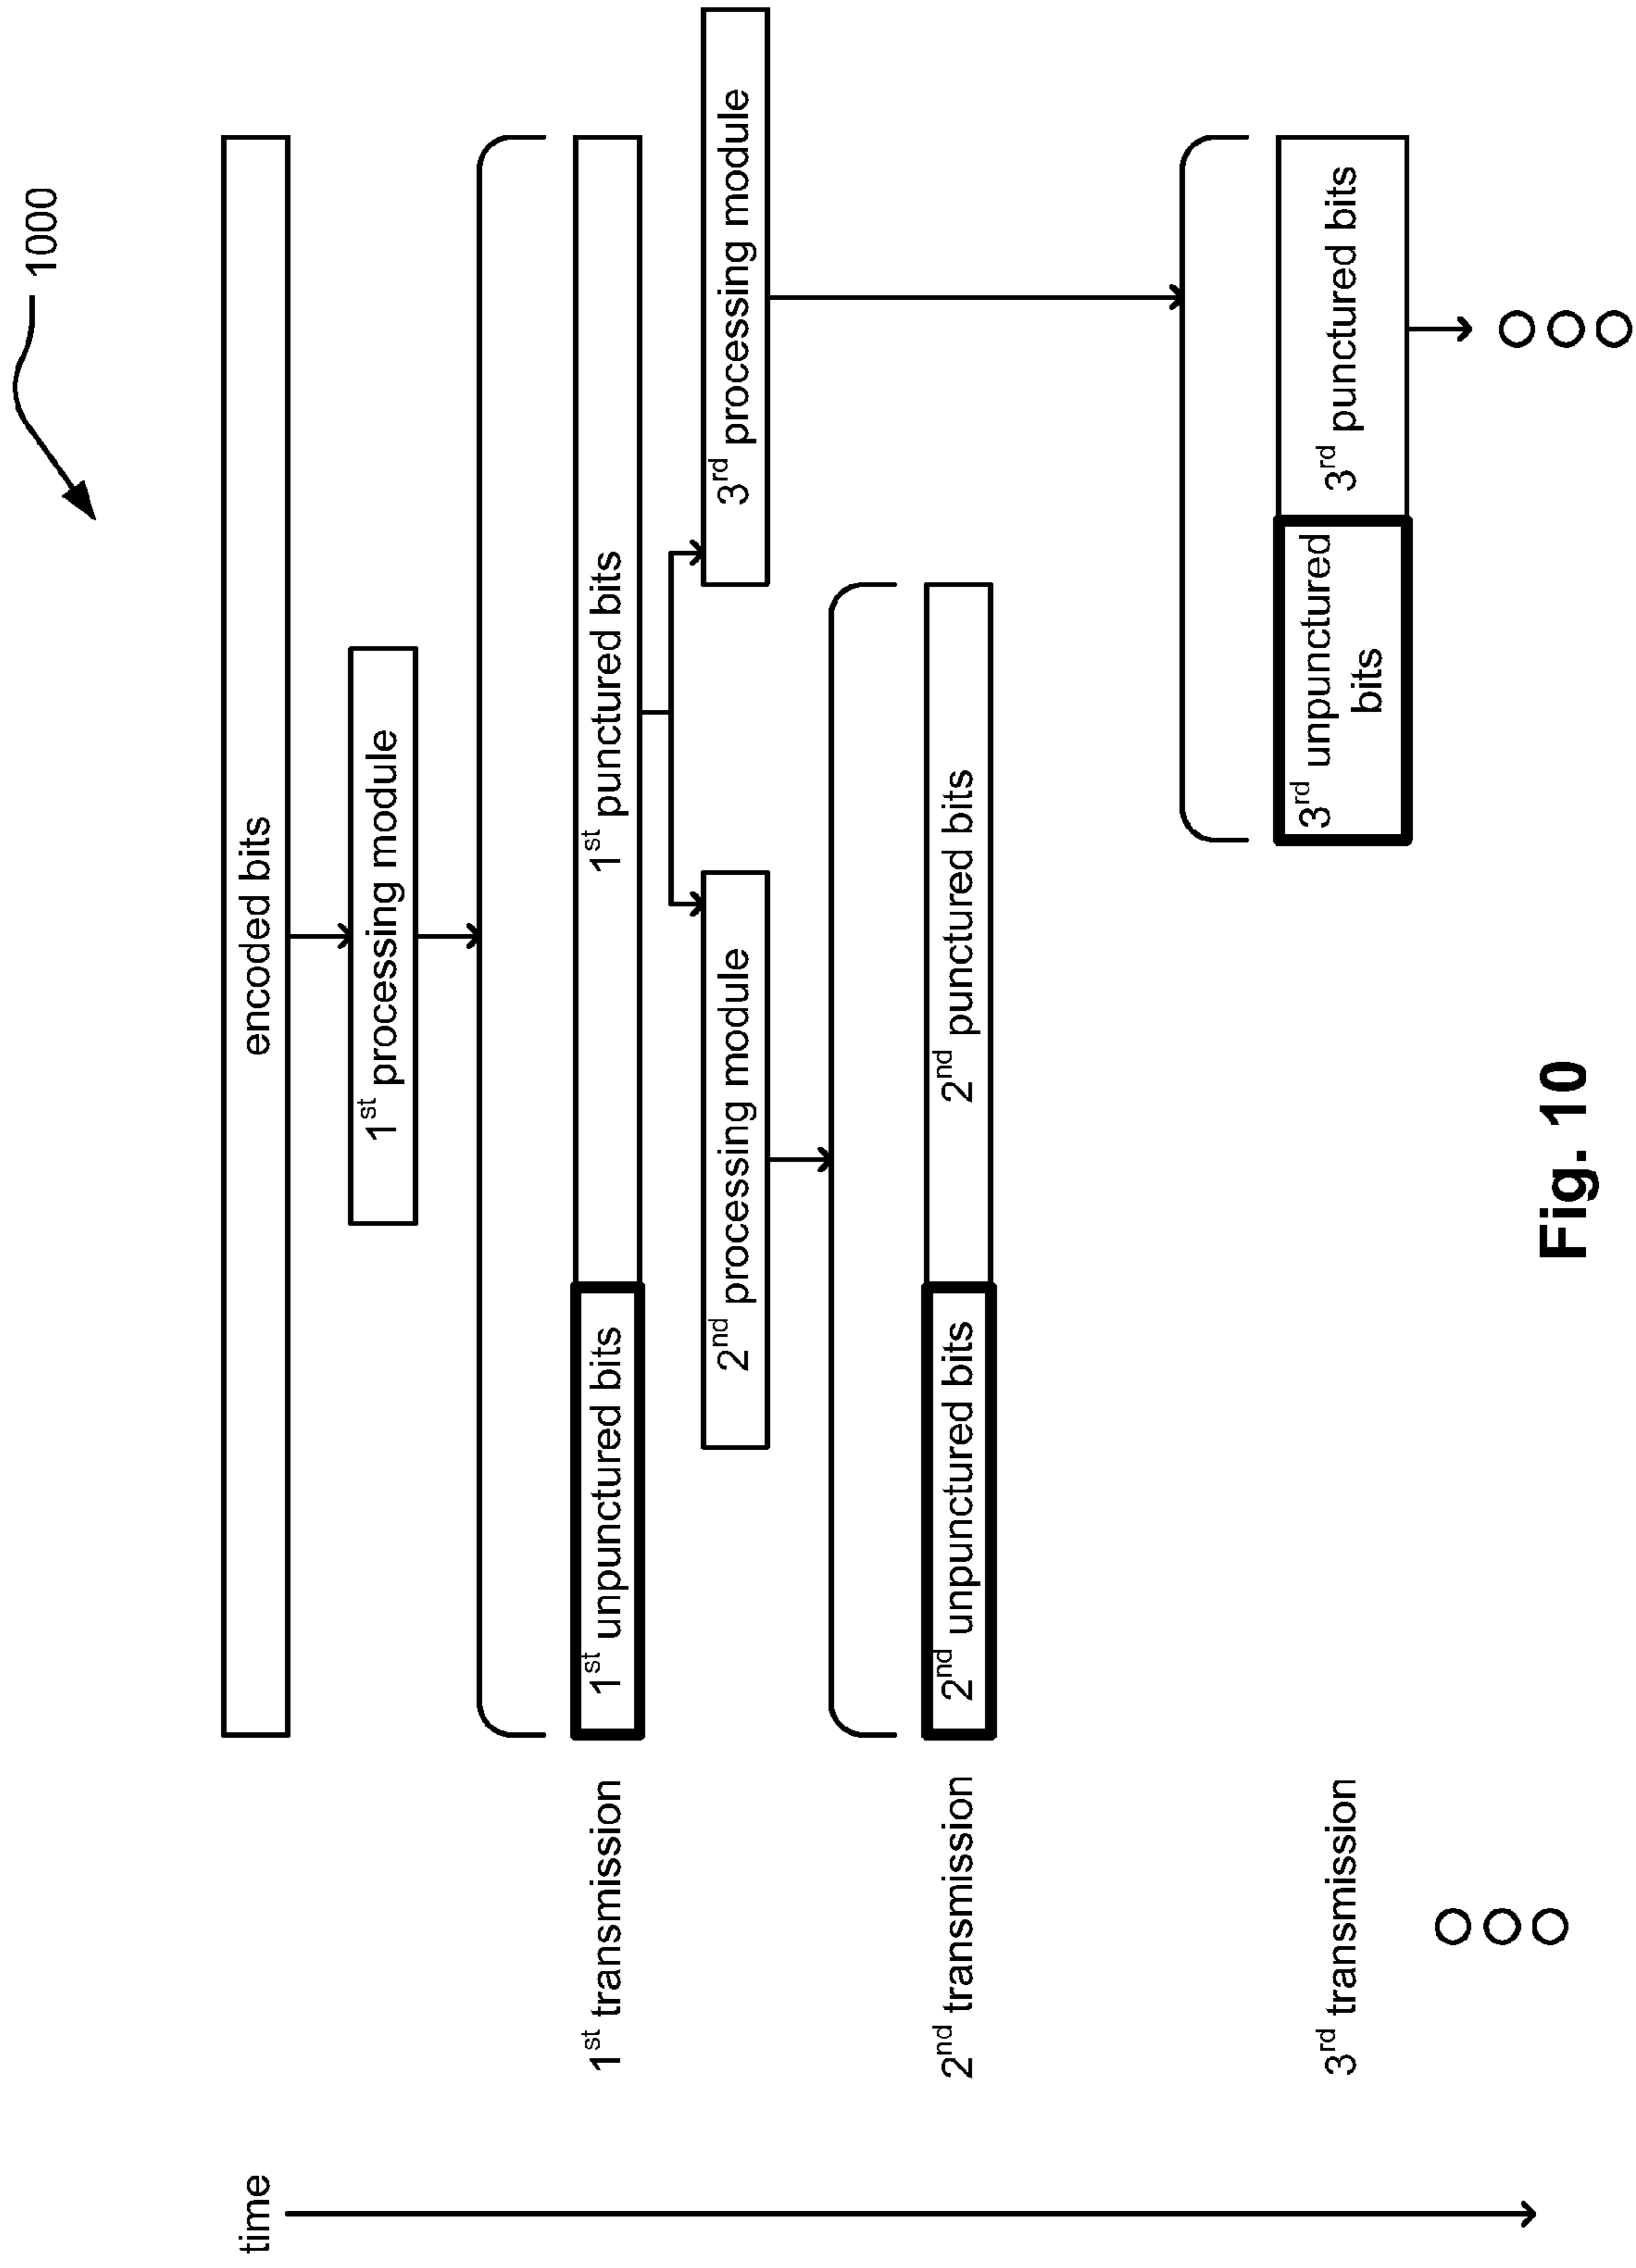 1000
time
encoded bits
1st processing module
1st transmission
1st unpunctured bits
1st punctured bits
2nd processing module
3rd processing module
2nd transmission
2nd unpunctured bits
2nd punctured bits
3rd transmission
3rd unpunctured
bits
3rd punctured bits
Fig. 10